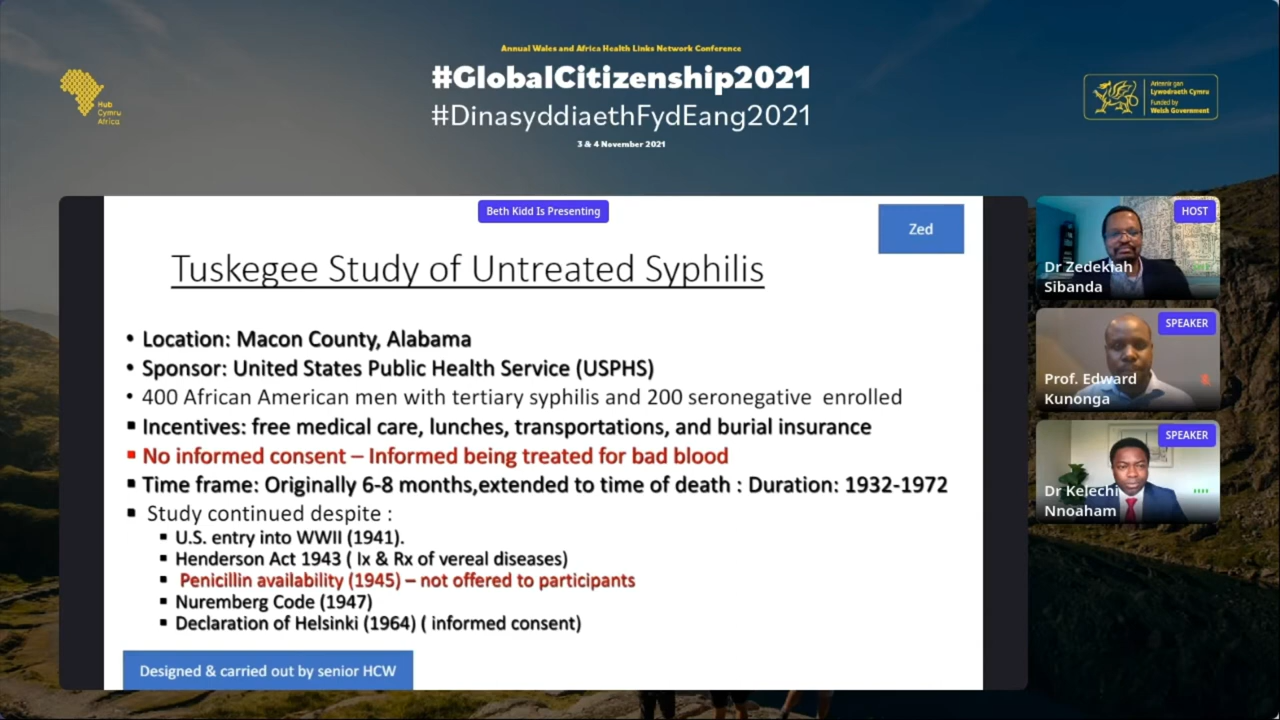 Annual Wales and Africa Health Links Network Conference
#GlobalCitizenship2021
#DinasyddiaethFydEang2021
3 & 4 November 2021
Hub
Cymru
Africa
Ariennir gan
Lywodraeth Cymru
Funded by
Welsh Government
Beth Kidd Is Presenting
Zed
Tuskegee Study of Untreated Syphilis
• Location: Macon County, Alabama
• Sponsor: United States Public Health Service (USPHS)
• 400 African American men with tertiary syphilis and 200 seronegative enrolled
▪ Incentives: free medical care, lunches, transportations, and burial insurance
▪ No informed consent – Informed being treated for bad blood
▪ Time frame: Originally 6-8 months,extended to time of death : Duration: 1932-1972
▪ Study continued despite :
▪ U.S. entry into WWII (1941).
▪ Henderson Act 1943 ( Ix & Rx of vereal diseases)
▪ Penicillin availability (1945) – not offered to participants
▪ Nuremberg Code (1947)
▪ Declaration of Helsinki (1964) ( informed consent)
Designed & carried out by senior HCW
HOST
Dr Zedekiah
Sibanda
SPEAKER
Prof. Edward
Kunonga
SPEAKER
Dr Kelechi
Nnoaham